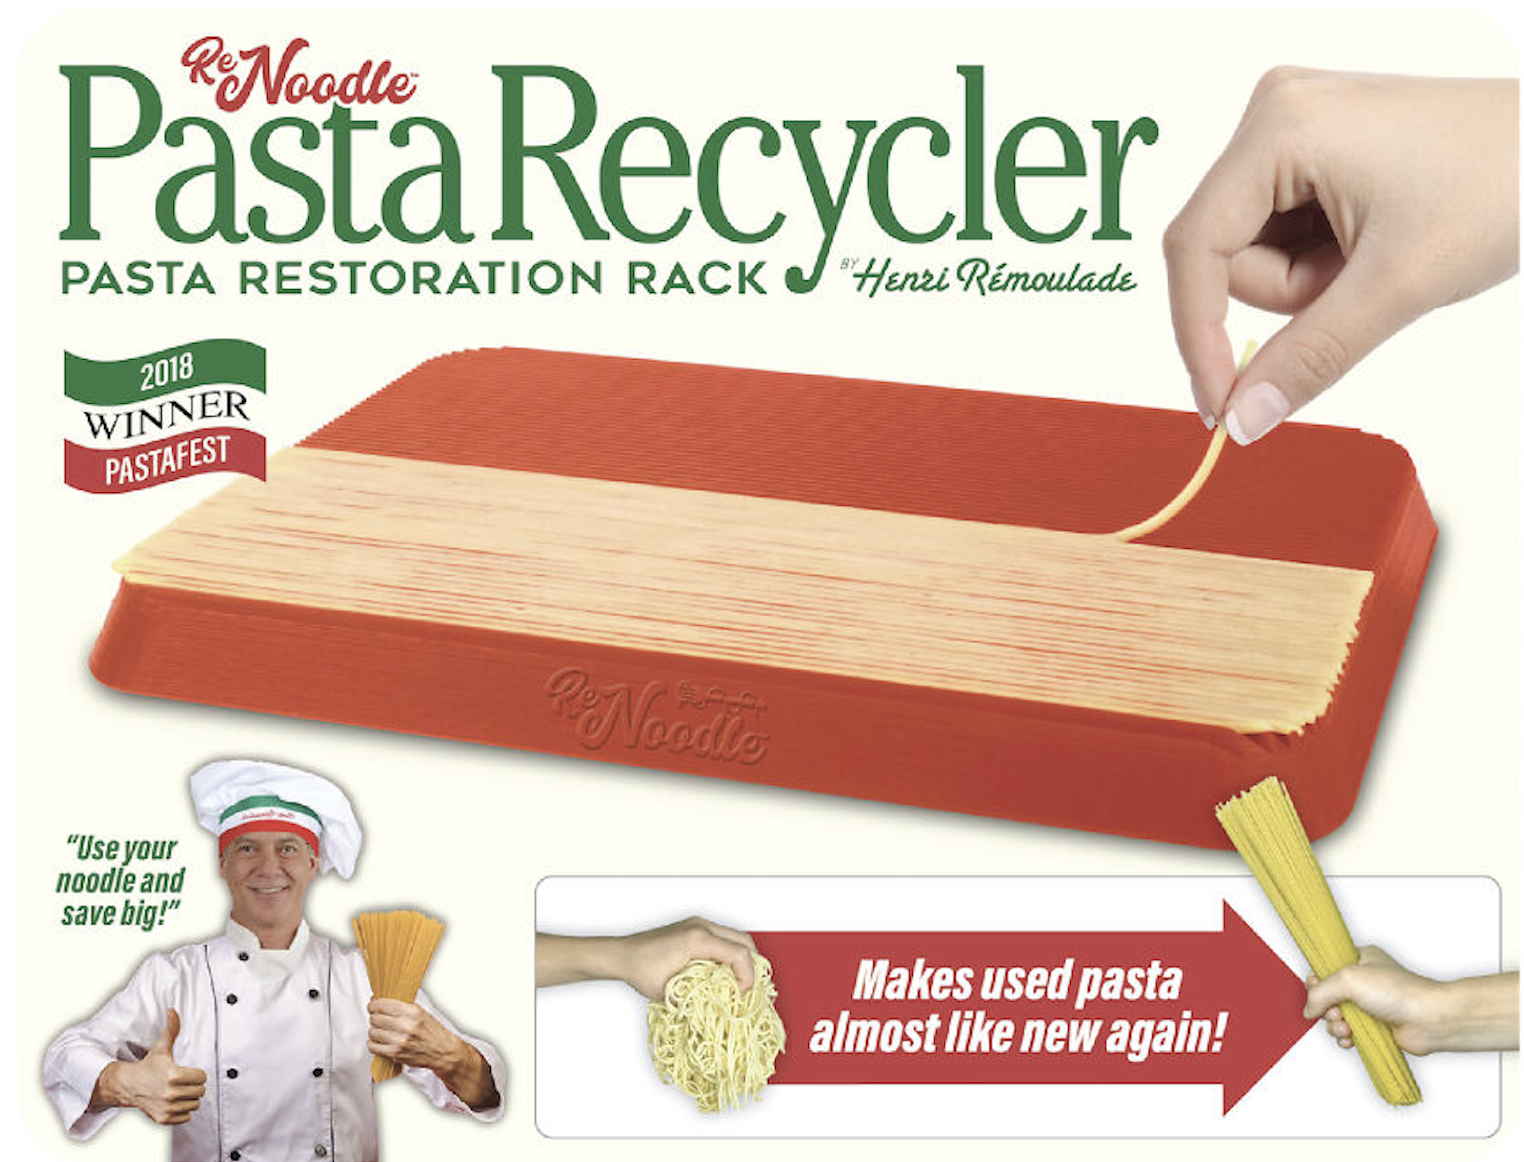 ReNoodle™
Pasta Recycler
PASTA RESTORATION RACK
BY Henri Rémoulade
2018
WINNER
PASTAFEST
ReNoodle
"Use your
noodle and
save big!"
Makes used pasta
almost like new again!